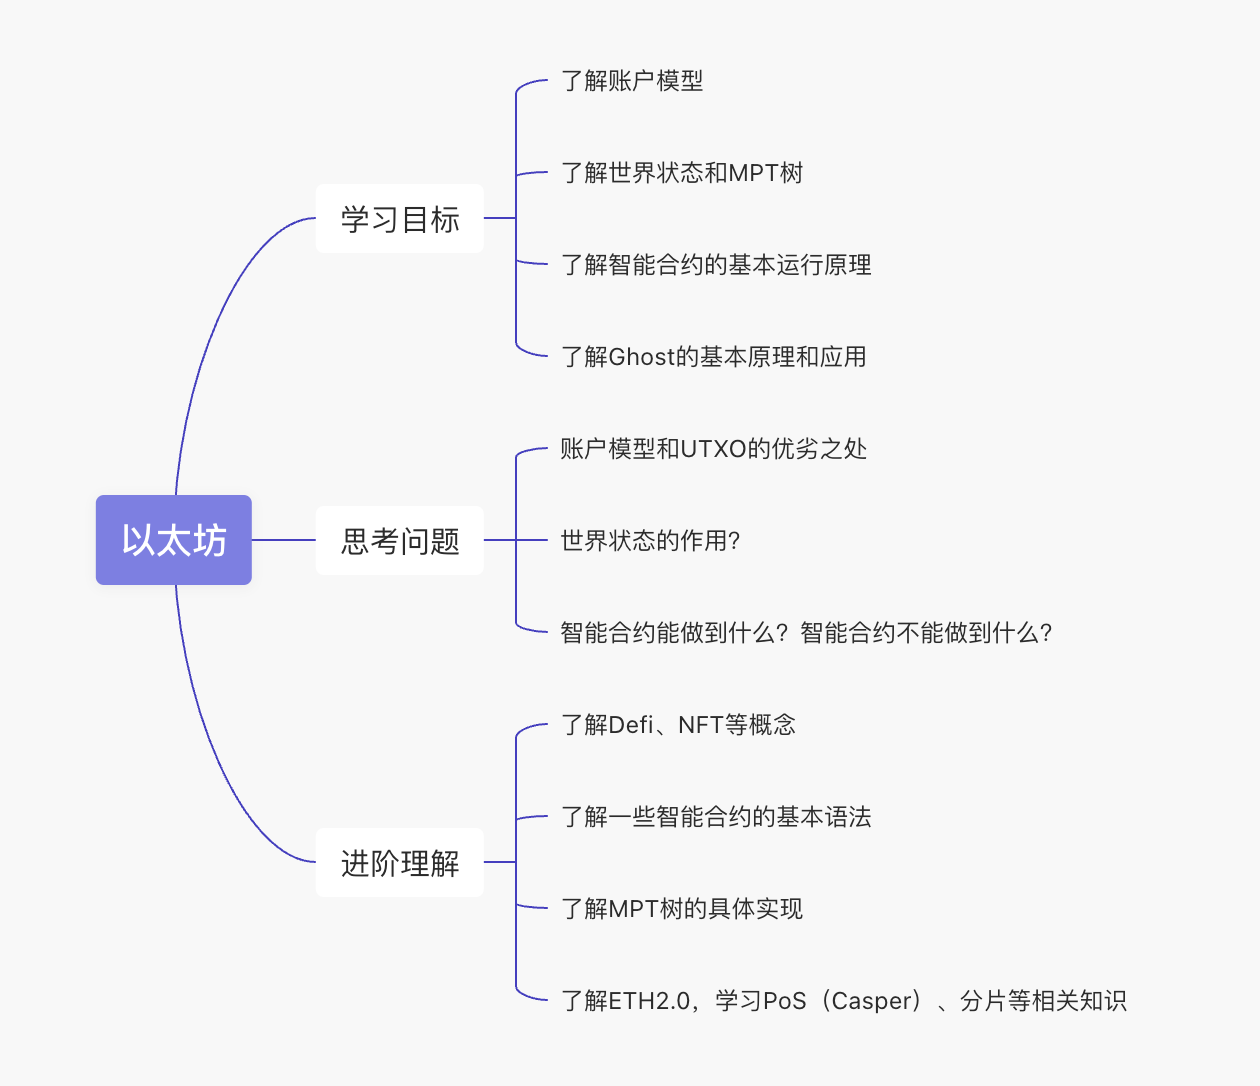 以太坊
学习目标
了解账户模型
了解世界状态和MPT树
了解智能合约的基本运行原理
了解Ghost的基本原理和应用
思考问题
账户模型和UTXO的优劣之处
世界状态的作用？
智能合约能做到什么？智能合约不能做到什么？
进阶理解
了解Defi、NFT等概念
了解一些智能合约的基本语法
了解MPT树的具体实现
了解ETH2.0，学习PoS（Casper）、分片等相关知识